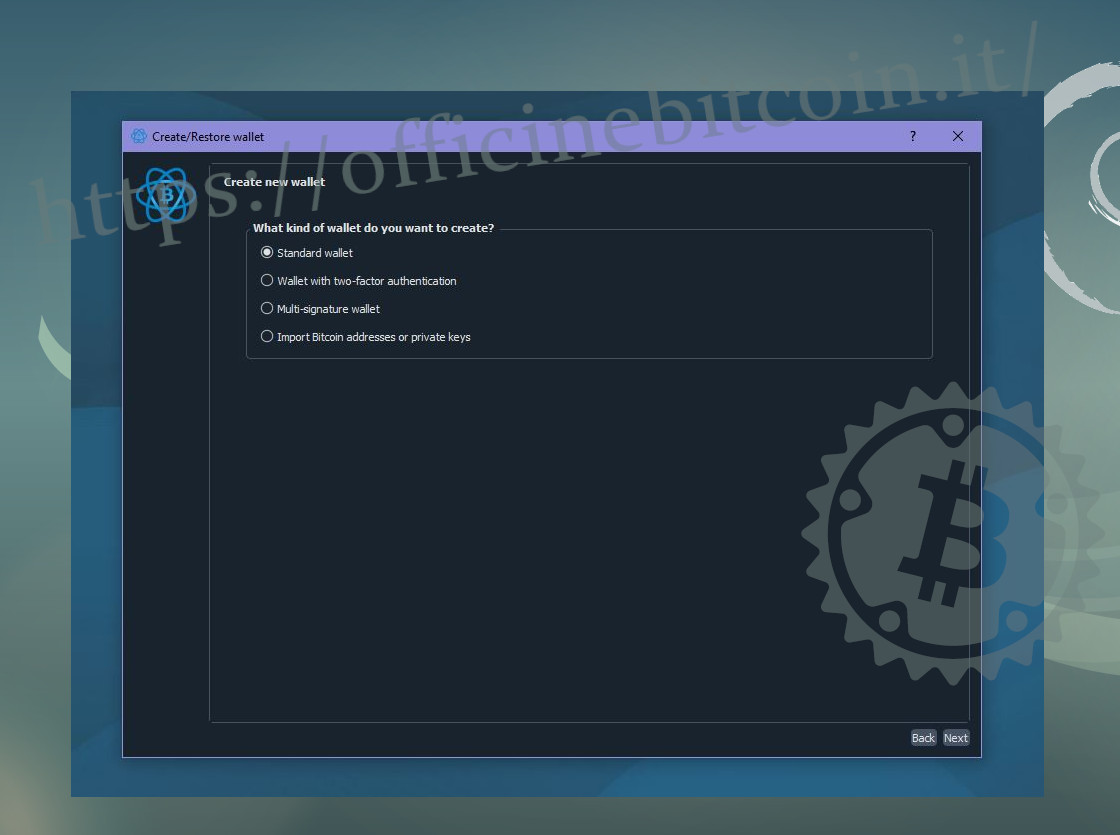 https://officinebitcoin.it/
Create/Restore wallet
?
Create new wallet
What kind of wallet do you want to create?
Standard wallet
Wallet with two-factor authentication
Multi-signature wallet
Import Bitcoin addresses or private keys
Back Next